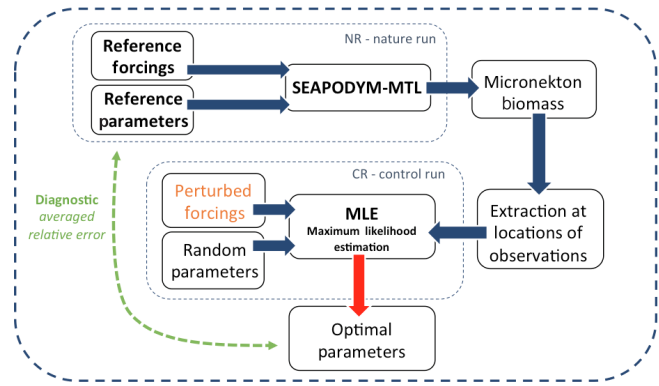 NR - nature run
Reference
forcings
Reference
parameters
SEAPODYM-MTL
Micronekton
biomass
CR - control run
Perturbed
forcings
Random
parameters
MLE
Maximum likelihood
estimation
Extraction at
locations of
observations
Diagnostic
averaged
relative error
Optimal
parameters